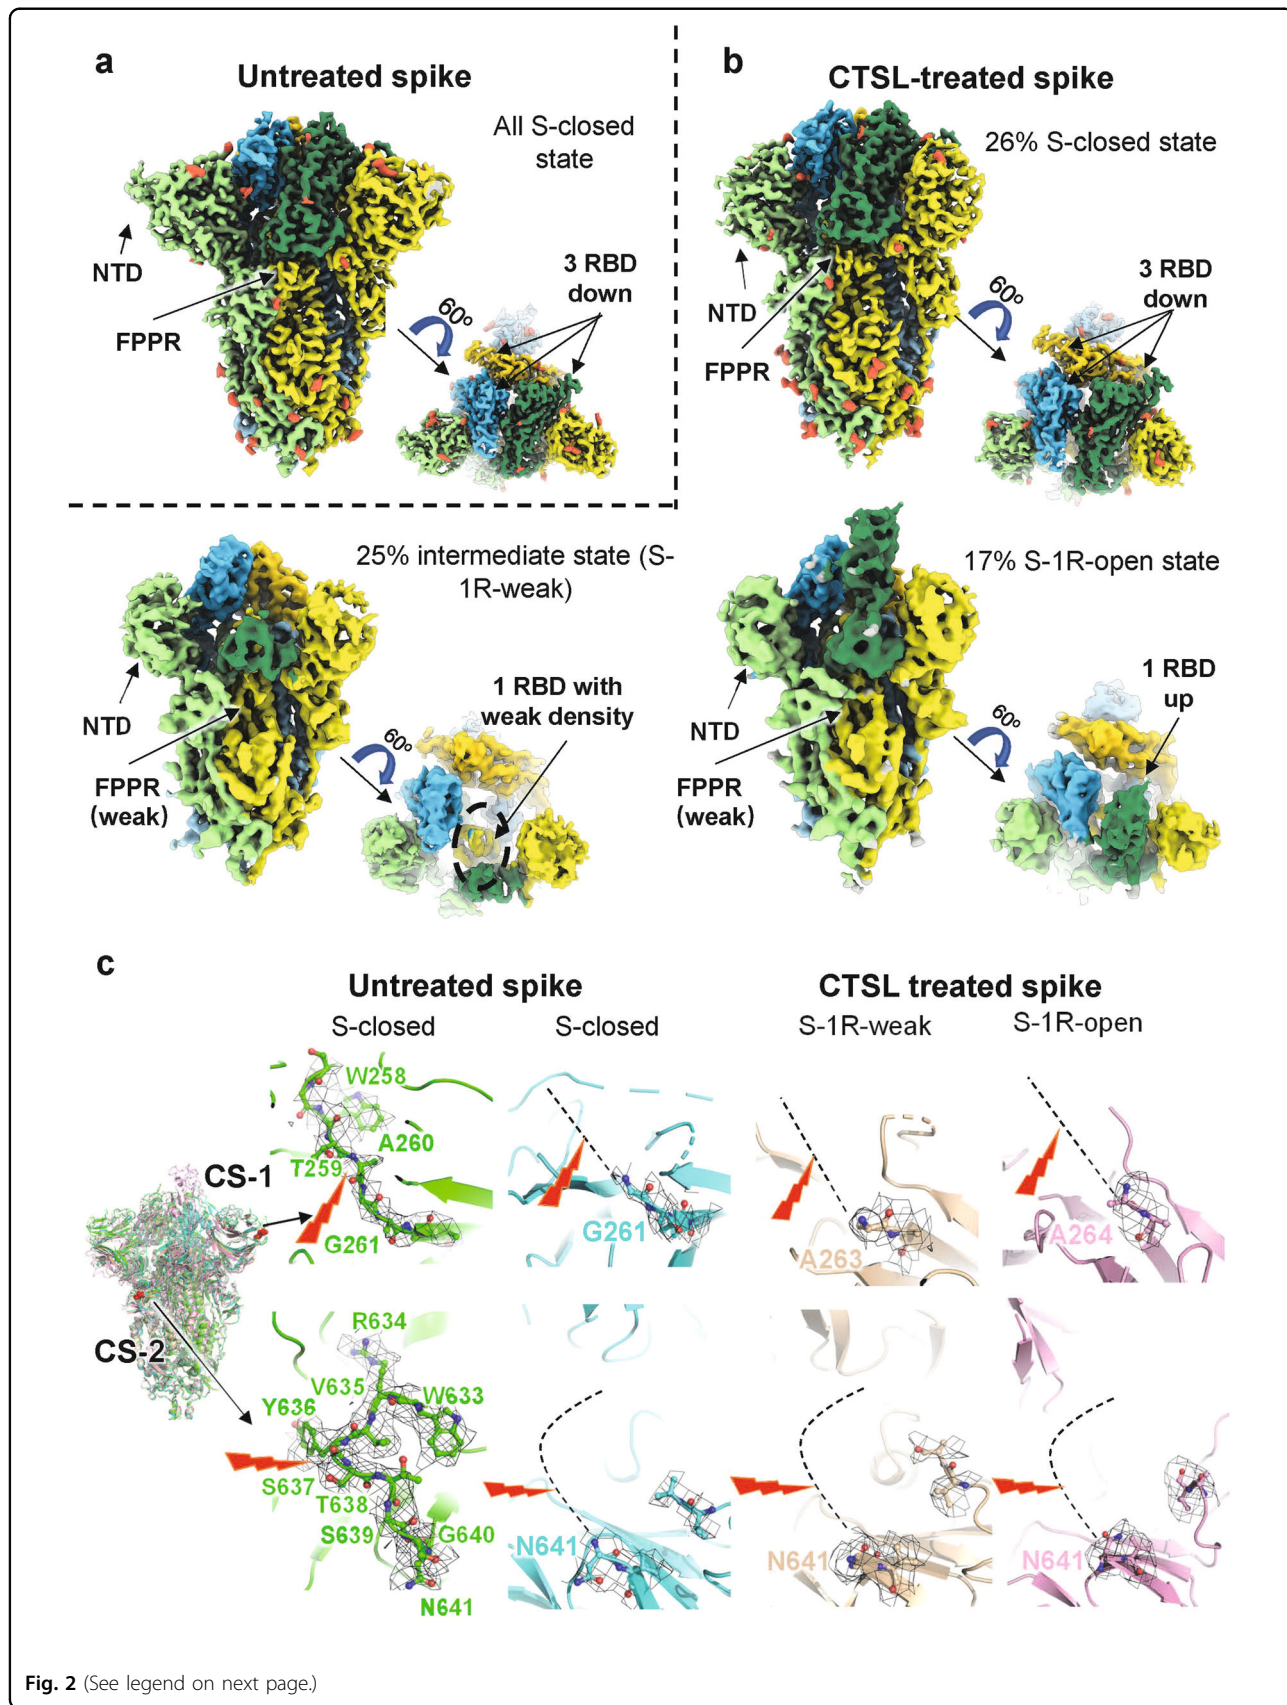 a
Untreated spike
All S-closed
state
NTD
FPPR
60º
3 RBD
down
b
CTSL-treated spike
26% S-closed state
NTD
FPPR
60º
3 RBD
down
25% intermediate state (S-
1R-weak)
NTD
FPPR
(weak)
60º
1 RBD with
weak density
17% S-1R-open state
NTD
FPPR
(weak)
60º
1 RBD
up
c
Untreated spike
CTSL treated spike
S-closed
S-closed
S-1R-weak
S-1R-open
CS-1
CS-2
W258
A260
T259
G261
G261
A263
A264
R634
V635
W633
Y636
S637
T638
S639
G640
N641
N641
N641
N641
Fig. 2 (See legend on next page.)